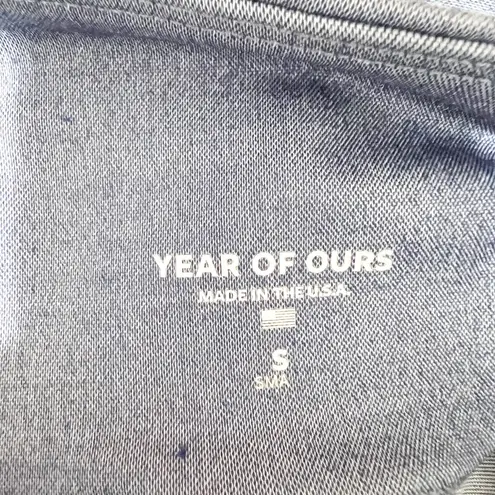 YEAR OF OURS
MADE IN THE U.S.A.
S
SMA